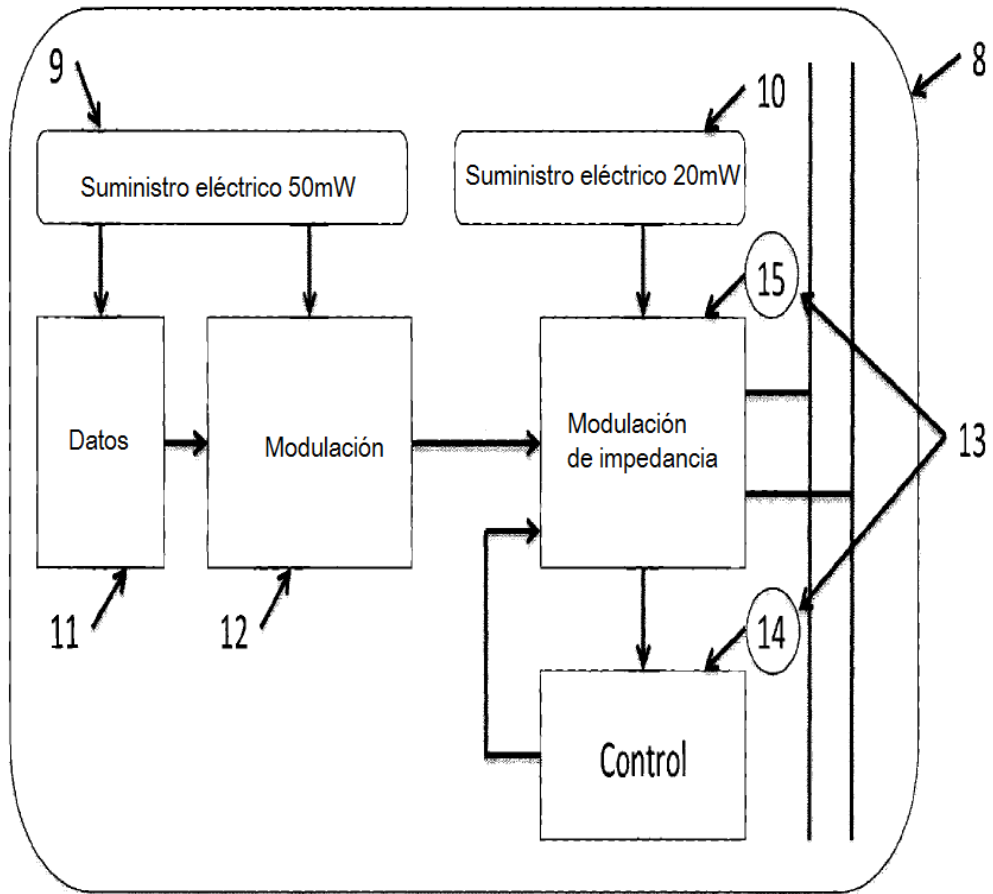 9
8
10
Suministro eléctrico 50mW
Suministro eléctrico 20mW
15
Datos
Modulación
Modulación
de impedancia
13
11
12
14
Control